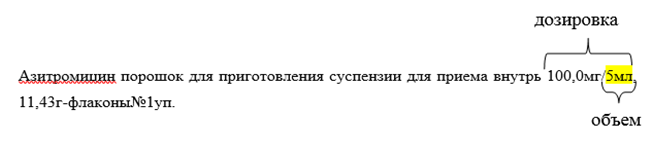 дозировка
Азитромицин порошок для приготовления суспензии для приема внутрь 100,0мг/5мл,
11,43г-флаконы№1уп.
объем